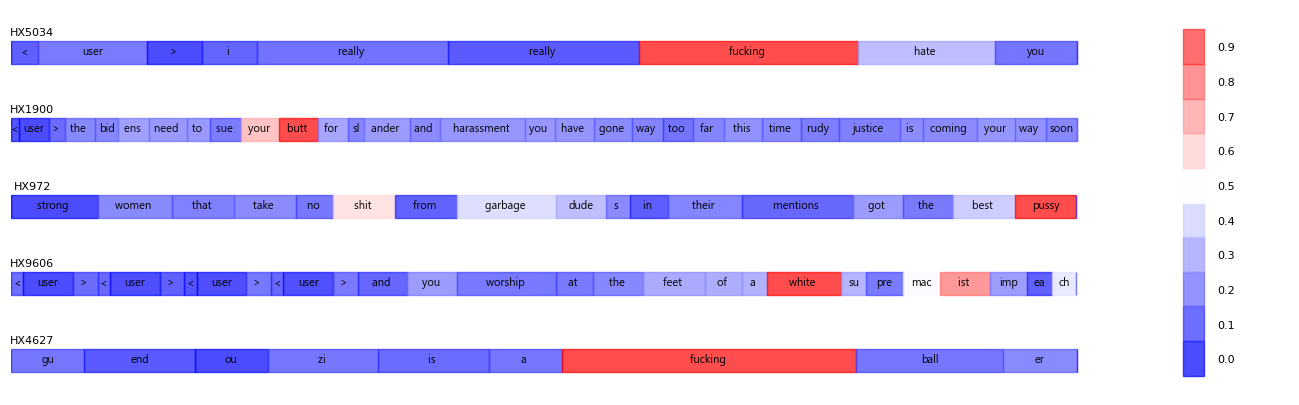 HX5034
< user > i really really fucking hate you
HX1900
< user > the bid ens need to sue your butt for sl ander and harassment you have gone way too far this time rudy justice is coming your way soon
HX972
strong women that take no shit from garbage dude s in their mentions got the best pussy
HX9606
< user > < user > < user > < user > and you worship at the feet of a white su pre mac ist imp ea ch
HX4627
gu end ou zi is a fucking ball er
0.9
0.8
0.7
0.6
0.5
0.4
0.3
0.2
0.1
0.0